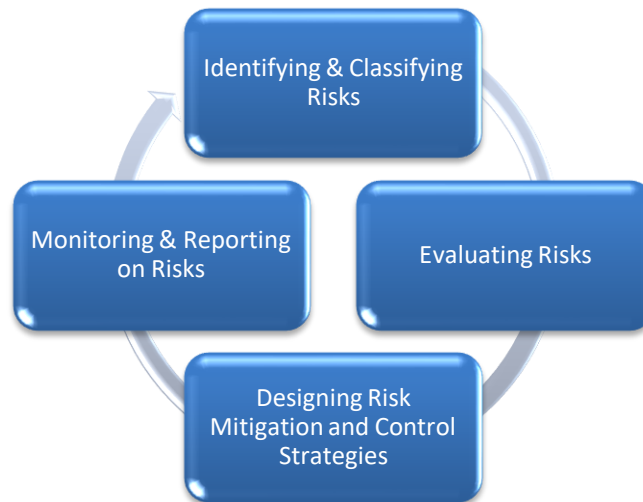 Identifying & Classifying
Risks
Evaluating Risks
Designing Risk
Mitigation and Control
Strategies
Monitoring & Reporting
on Risks